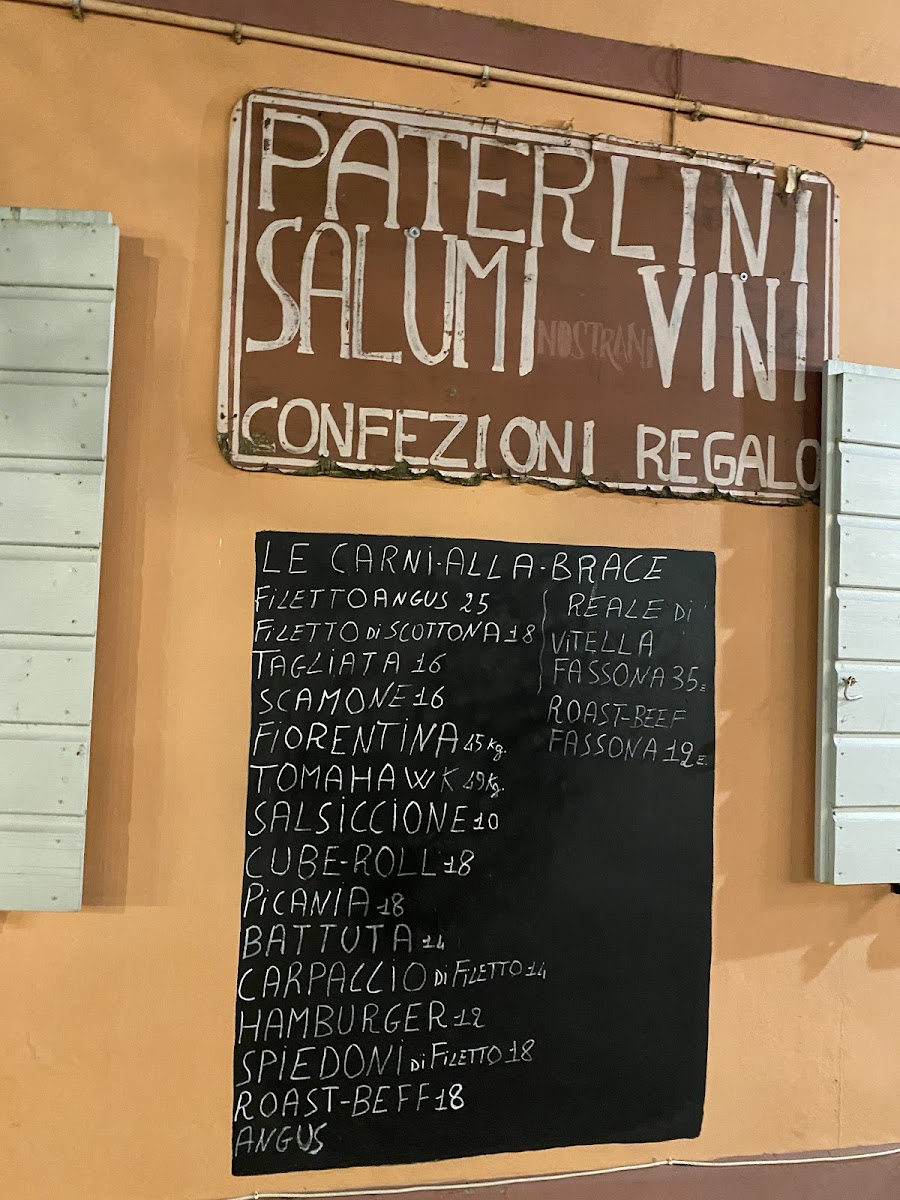 PATERLINI
SALUMI NOSTRANI VINI
CONFEZIONI REGALO
LE CARNI-ALLA-BRACE
FILETTO ANGUS 25
FILETTO DI SCOTTONA 18
TAGLIATA 16
SCAMONE 16
FIORENTINA 45 kg.
TOMAHAWK 49 kg.
SALSICCIONE 10
CUBE-ROLL 18
PICANIA 18
BATTUTA 14
CARPACCIO DI FILETTO 14
HAMBURGER 12
SPIEDONI DI FILETTO 18
ROAST-BEFF 18
ANGUS
REALE DI
VITELLA
FASSONA 35 E
ROAST-BEEF
FASSONA 19 E